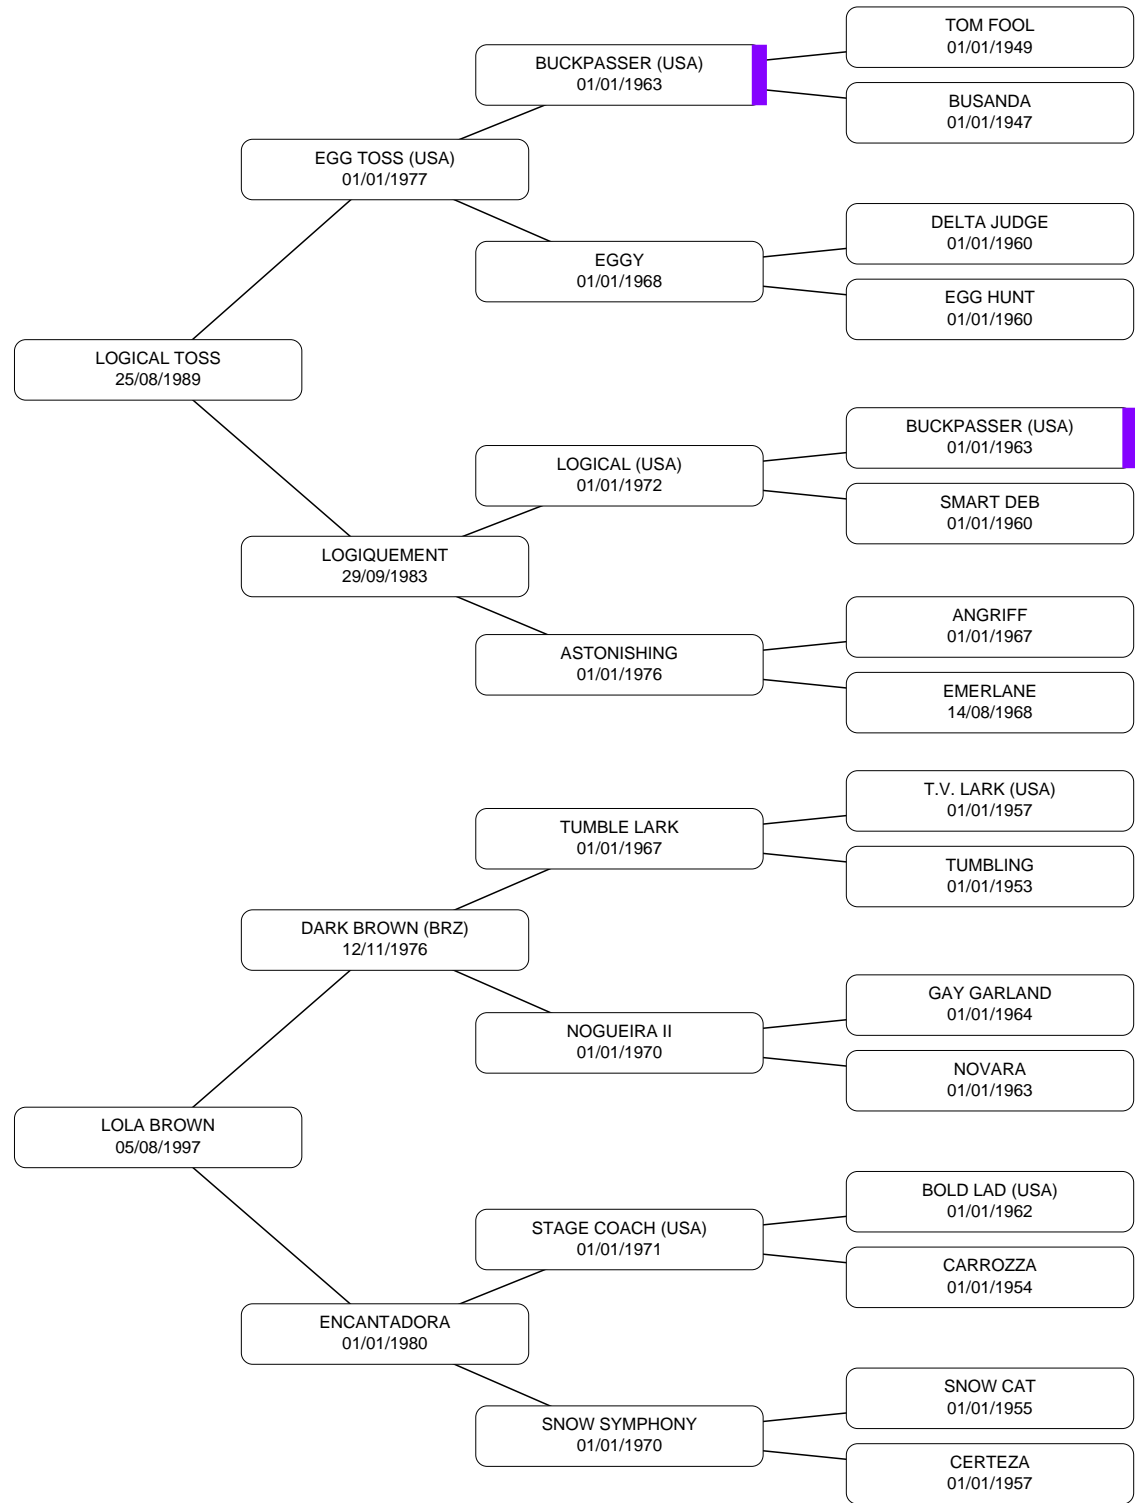 TOM FOOL
01/01/1949
BUCKPASSER (USA)
01/01/1963
BUSANDA
01/01/1947
EGG TOSS (USA)
01/01/1977
DELTA JUDGE
01/01/1960
EGGY
01/01/1968
EGG HUNT
01/01/1960
LOGICAL TOSS
25/08/1989
BUCKPASSER (USA)
01/01/1963
LOGICAL (USA)
01/01/1972
SMART DEB
01/01/1960
LOGIQUEMENT
29/09/1983
ANGRIFF
01/01/1967
ASTONISHING
01/01/1976
EMERLANE
14/08/1968
T.V. LARK (USA)
01/01/1957
TUMBLE LARK
01/01/1967
TUMBLING
01/01/1953
DARK BROWN (BRZ)
12/11/1976
GAY GARLAND
01/01/1964
NOGUEIRA II
01/01/1970
NOVARA
01/01/1963
LOLA BROWN
05/08/1997
BOLD LAD (USA)
01/01/1962
STAGE COACH (USA)
01/01/1971
CARROZZA
01/01/1954
ENCANTADORA
01/01/1980
SNOW CAT
01/01/1955
SNOW SYMPHONY
01/01/1970
CERTEZA
01/01/1957